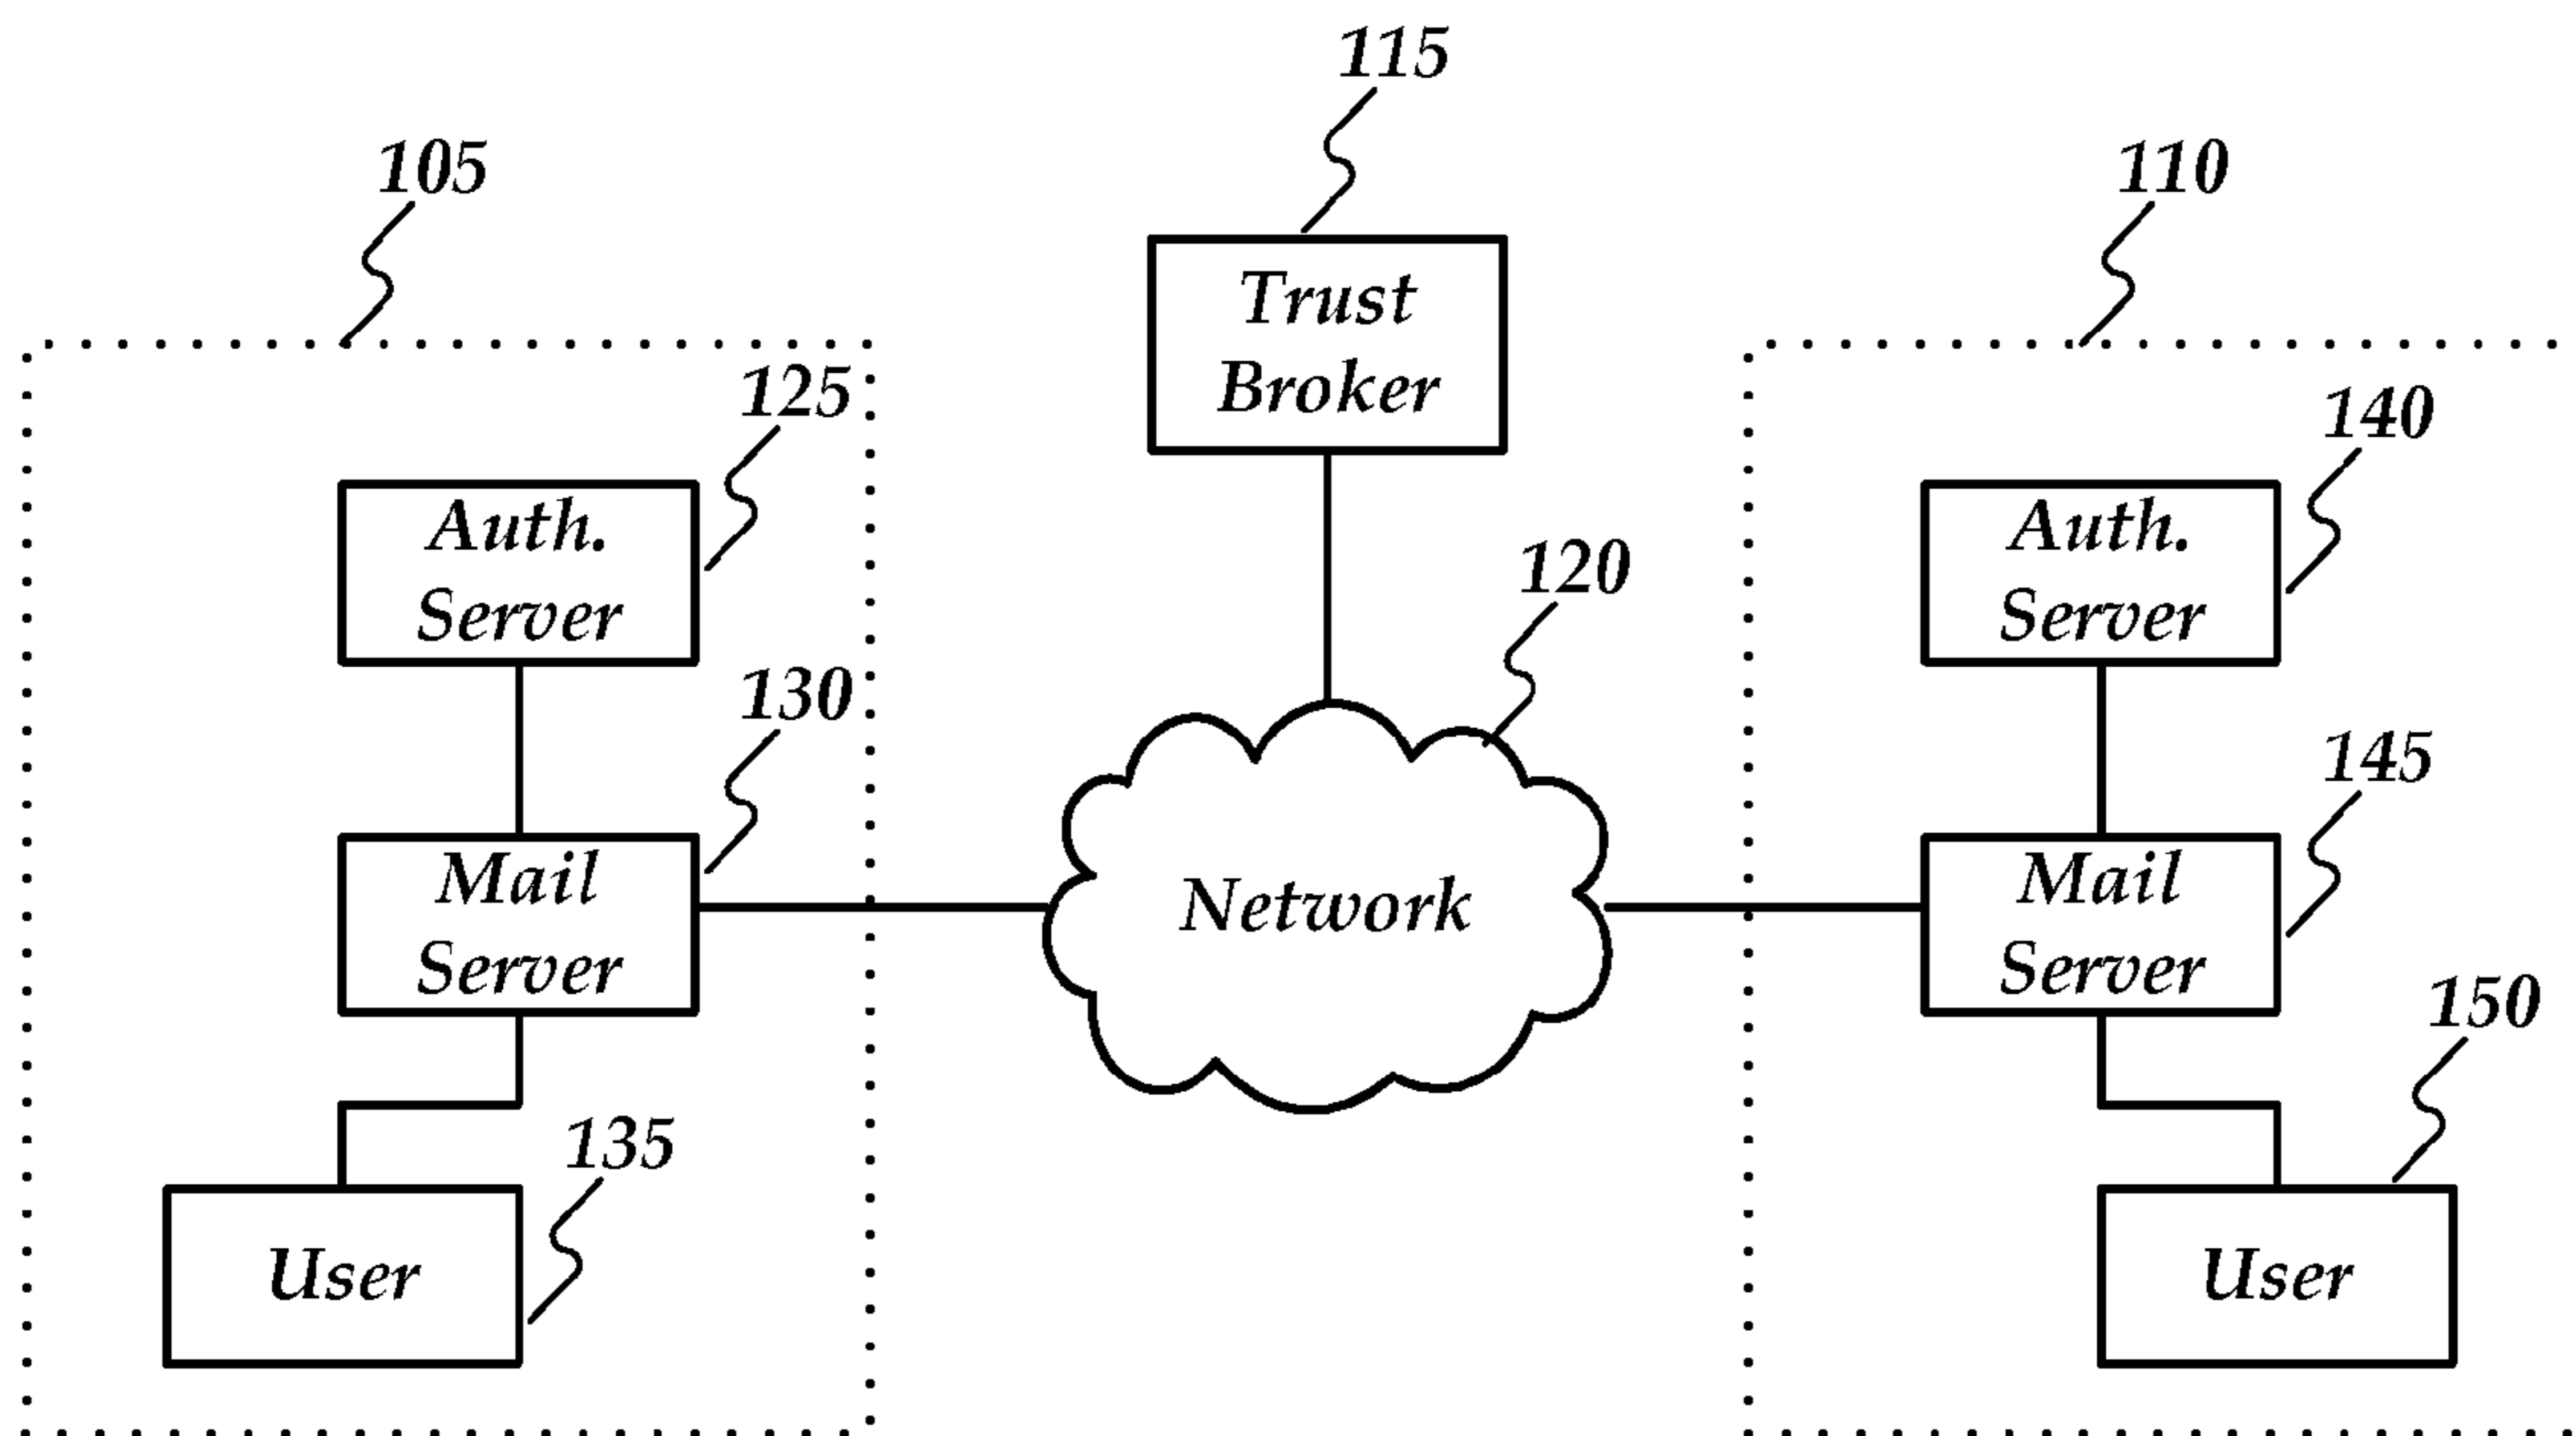 115
105
110
Trust
Broker
125
140
Auth.
Server
Auth.
Server
120
130
145
Mail
Server
Network
Mail
Server
150
135
User
User